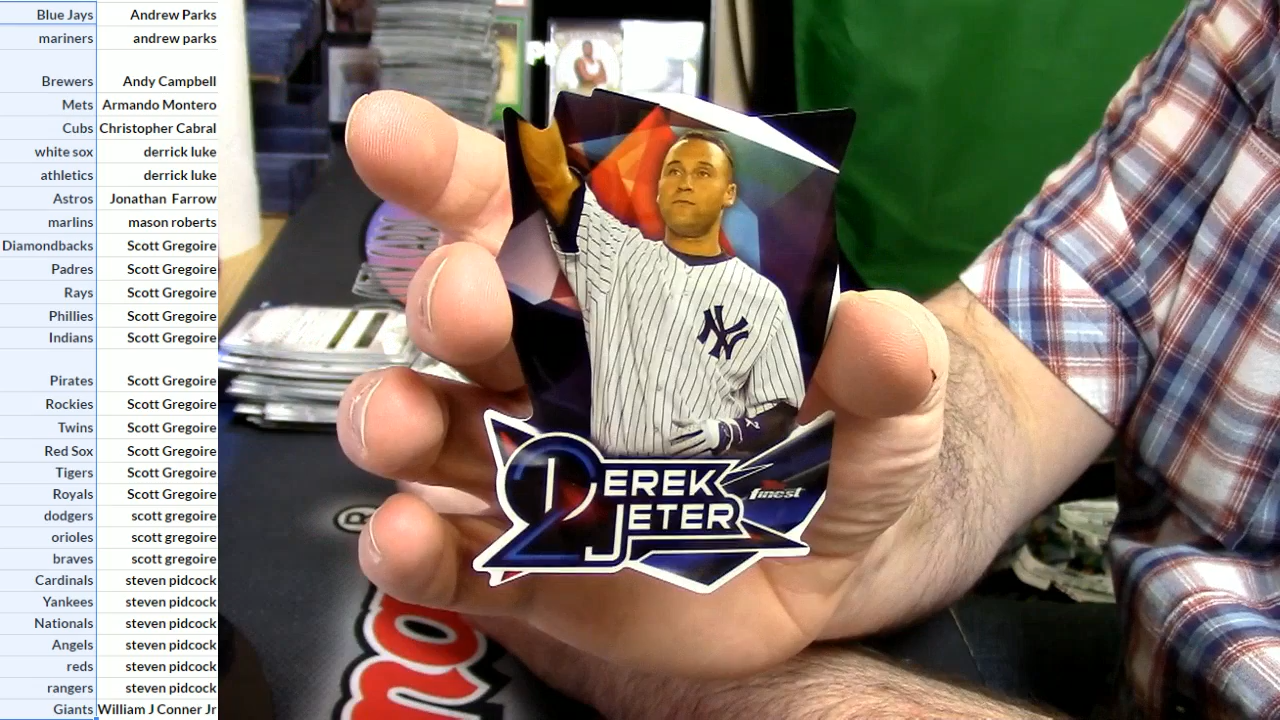 Blue Jays Andrew Parks
mariners andrew parks
Brewers Andy Campbell
Mets Armando Montero
Cubs Christopher Cabral
white sox derrick luke
athletics derrick luke
Astros Jonathan Farrow
marlins mason roberts
Diamondbacks Scott Gregoire
Padres Scott Gregoire
Rays Scott Gregoire
Phillies Scott Gregoire
Indians Scott Gregoire
Pirates Scott Gregoire
Rockies Scott Gregoire
Twins Scott Gregoire
Red Sox Scott Gregoire
Tigers Scott Gregoire
Royals Scott Gregoire
dodgers scott gregoire
orioles scott gregoire
braves scott gregoire
Cardinals steven pidcock
Yankees steven pidcock
Nationals steven pidcock
Angels steven pidcock
reds steven pidcock
rangers steven pidcock
Giants William J Conner Jr
NY
2
DEREK
JETER
finest